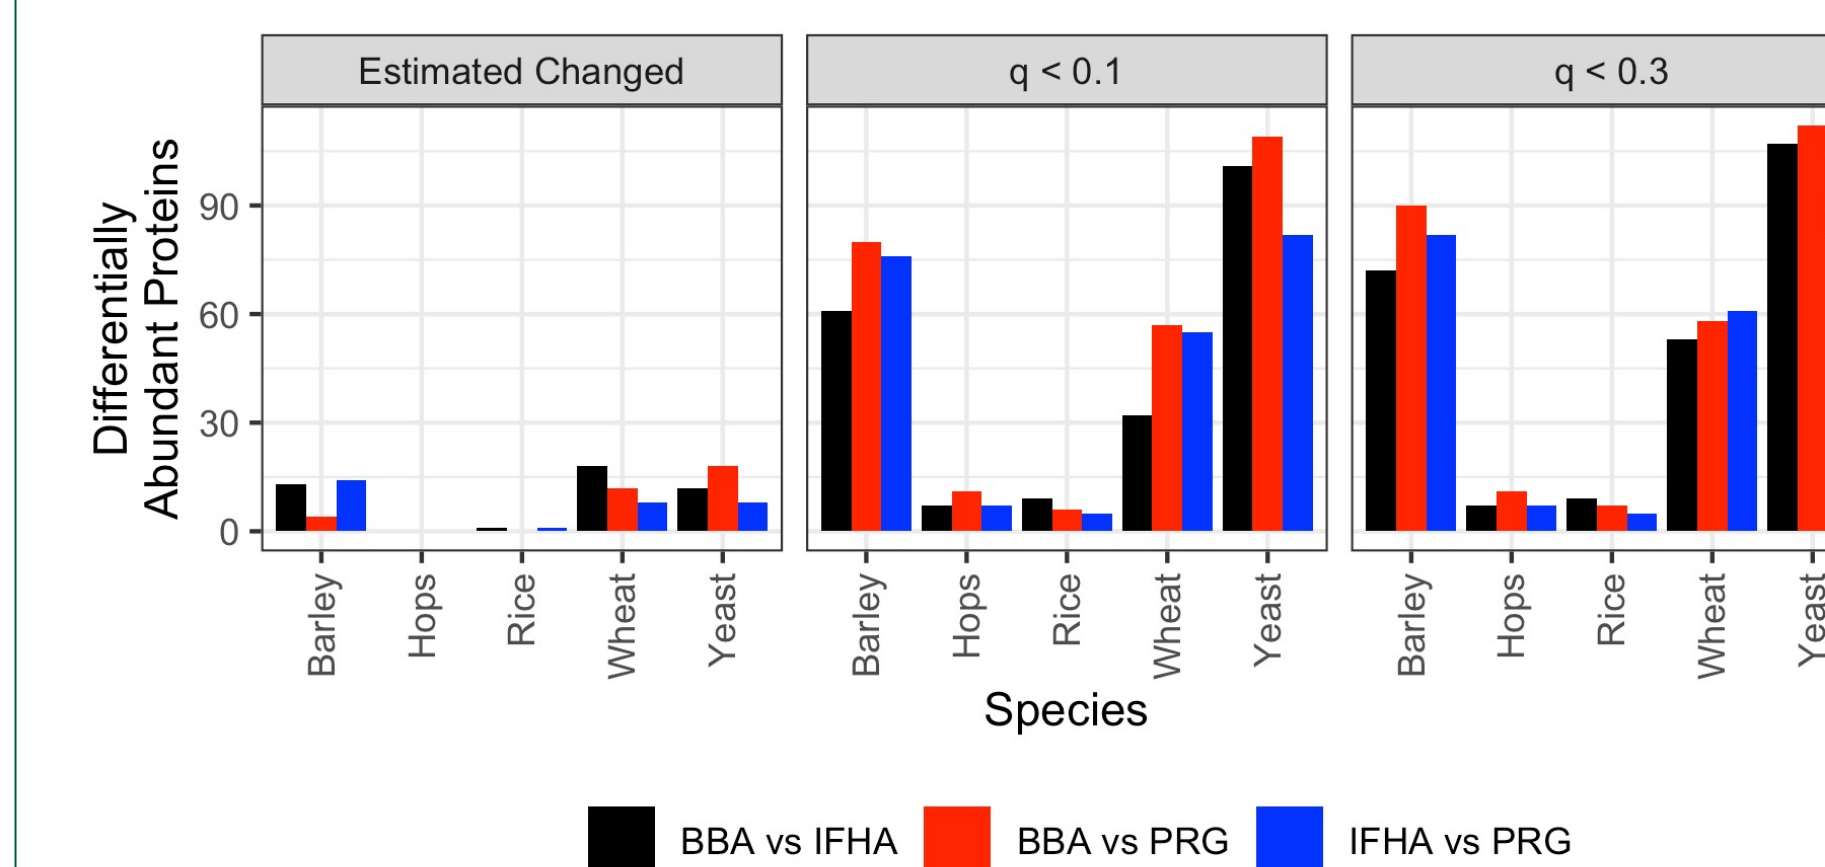 Estimated Changed
q < 0.1
q < 0.3
Differentially
Abundant Proteins
90
60
30
0
Barley
Hops
Rice
Wheat
Yeast
Barley
Hops
Rice
Wheat
Yeast
Barley
Hops
Rice
Wheat
Yeast
Species
BBA vs IFHA
BBA vs PRG
IFHA vs PRG